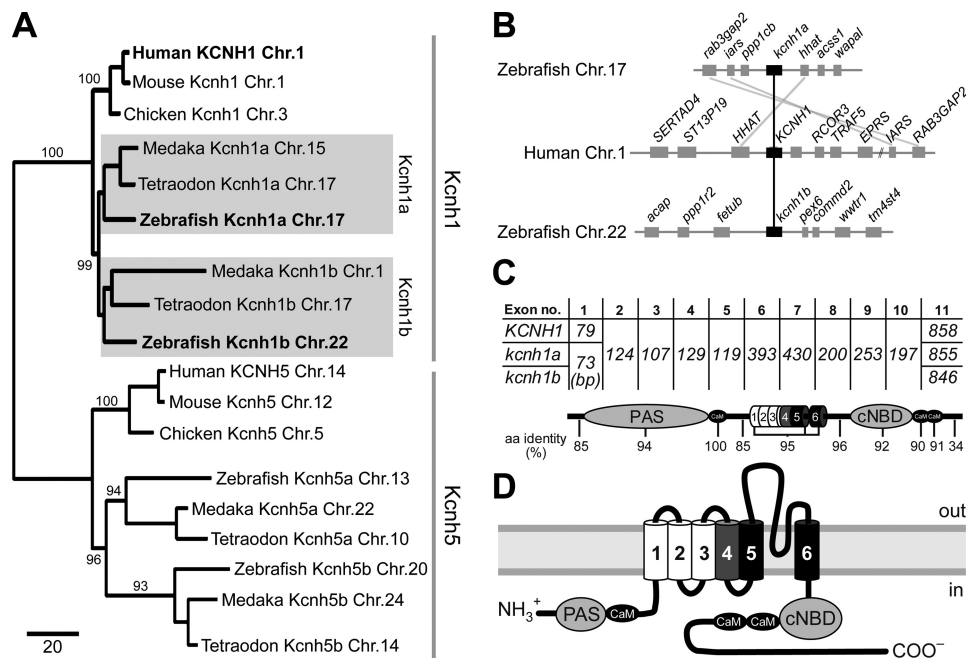 A
Human KCNH1 Chr.1
100
Mouse Kcnh1 Chr.1
Chicken Kcnh1 Chr.3
100
Medaka Kcnh1a Chr.15
Tetraodon Kcnh1a Chr.17
Zebrafish Kcnh1a Chr.17
Kcnh1a
99
Medaka Kcnh1b Chr.1
Tetraodon Kcnh1b Chr.17
Zebrafish Kcnh1b Chr.22
Kcnh1b
Kcnh1
Human KCNH5 Chr.14
100
Mouse Kcnh5 Chr.12
Chicken Kcnh5 Chr.5
Zebrafish Kcnh5a Chr.13
94
Medaka Kcnh5a Chr.22
Tetraodon Kcnh5a Chr.10
96
Zebrafish Kcnh5b Chr.20
93
Medaka Kcnh5b Chr.24
Tetraodon Kcnh5b Chr.14
Kcnh5
20
B
rab3gap2 iars ppp1cb kcnh1a hhat acss1 wapal
Zebrafish Chr.17
SERTAD4 ST13P19 HHAT KCNH1 RCOR3 TRAF5 EPRS IARS RAB3GAP2
Human Chr.1 //
acap ppp1r2 fetub kcnh1b pex6 commd2 wwtr1 tm4st4
Zebrafish Chr.22
C
Exon no. 1 2 3 4 5 6 7 8 9 10 11
KCNH1 79 858
kcnh1a 73 124 107 129 119 393 430 200 253 197 855
kcnh1b (bp) 846
PAS CaM 1 2 3 4 5 6 cNBD CaM CaM
aa identity
(%)
85 94 100 85 95 96 92 90 91 34
D
out
1 2 3 4 5 6
in
NH3+ PAS CaM CaM CaM cNBD
COO–